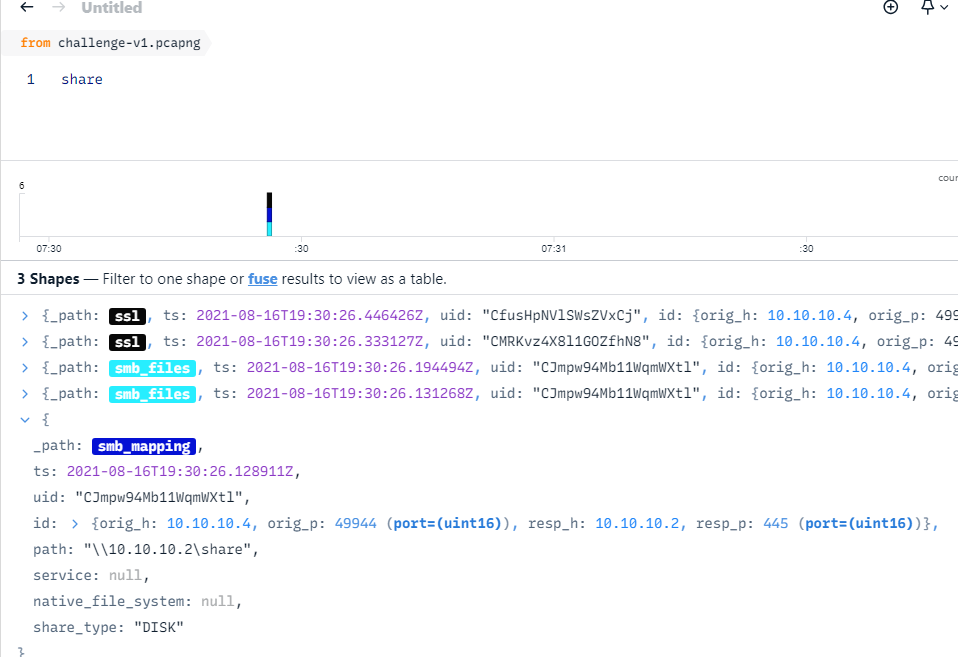 ← → Untitled
from challenge-v1.pcapng
1 share
6
07:30 :30 07:31 :30
3 Shapes — Filter to one shape or fuse results to view as a table.
> {_path: ssl, ts: 2021-08-16T19:30:26.446426Z, uid: "CfusHpNVlSWsZVxCj", id: {orig_h: 10.10.10.4, orig_p: 499
> {_path: ssl, ts: 2021-08-16T19:30:26.333127Z, uid: "CMRKvz4X8l1GOZfhN8", id: {orig_h: 10.10.10.4, orig_p: 49
> {_path: smb_files, ts: 2021-08-16T19:30:26.194494Z, uid: "CJmpw94Mb11WqmWXtl", id: {orig_h: 10.10.10.4, orig
> {_path: smb_files, ts: 2021-08-16T19:30:26.131268Z, uid: "CJmpw94Mb11WqmWXtl", id: {orig_h: 10.10.10.4, orig
{
_path: smb_mapping,
ts: 2021-08-16T19:30:26.128911Z,
uid: "CJmpw94Mb11WqmWXtl",
id: > {orig_h: 10.10.10.4, orig_p: 49944 (port=(uint16)), resp_h: 10.10.10.2, resp_p: 445 (port=(uint16))},
path: "\\10.10.10.2\share",
service: null,
native_file_system: null,
share_type: "DISK"
}